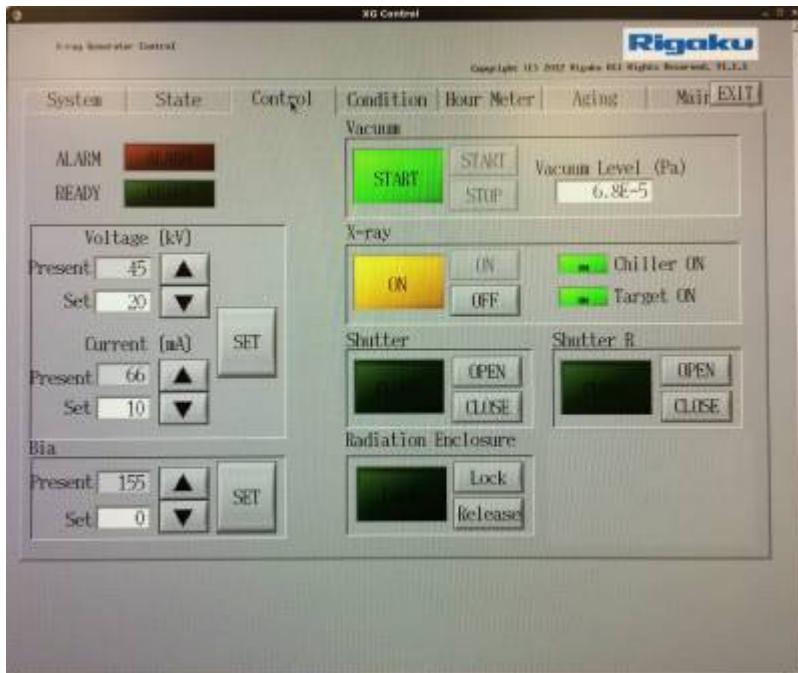 XG Control
X-ray Generator Control
Rigaku
System State Control Condition Hour Meter Aging EXIT
ALARM ALARM
READY
Voltage [kV]
Present 45
Set 20
Current [mA]
Present 66
Set 10
SET
Bia
Present 155
Set 0
SET
Vacuum
START START
STOP
Vacuum Level (Pa)
6.8E-5
X-ray
ON ON
OFF
Chiller ON
Target ON
Shutter
OPEN
CLOSE
Shutter R
OPEN
CLOSE
Radiation Enclosure
Lock
Release